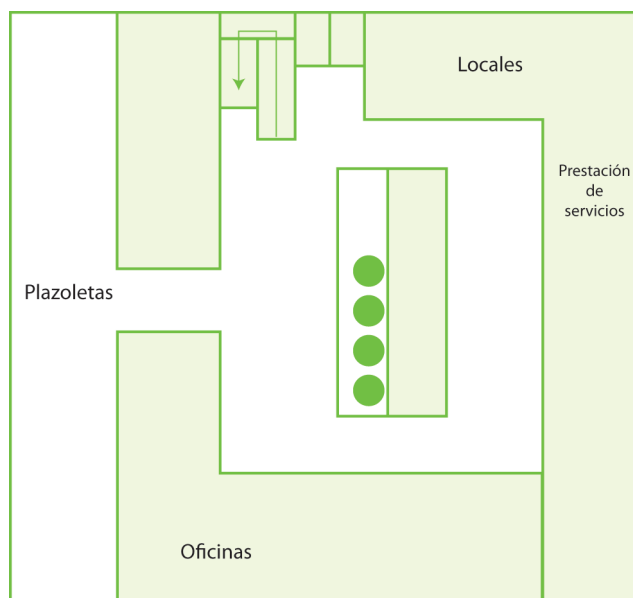 Locales
Prestación
de
servicios
Plazoletas
Oficinas